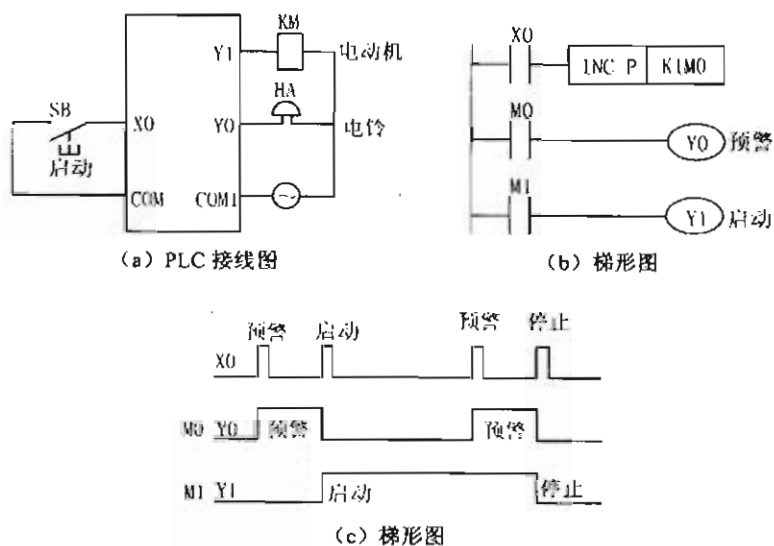 KM
Y1
电动机
HA
SB
X0
Y0
电铃
启动
COM
COM1
(a) PLC 接线图
X0
INC P K1M0
M0
Y0 预警
M1
Y1 启动
(b) 梯形图
预警 启动 预警 停止
X0
M0 Y0 预警 预警
M1 Y1 启动 停止
(c) 梯形图